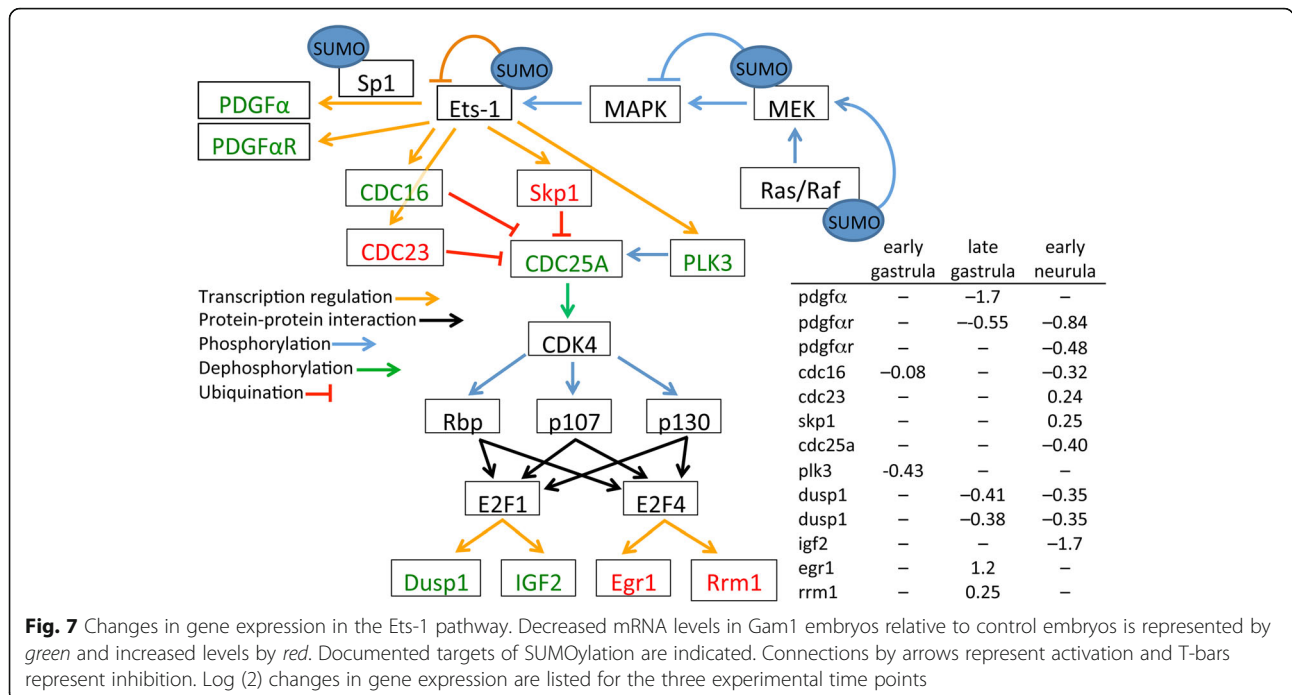 SUMO
Sp1
SUMO
SUMO
PDGFα
Ets-1
MAPK
MEK
PDGFαR
CDC16
Skp1
Ras/Raf
SUMO
CDC23
CDC25A
PLK3
Transcription regulation
Protein-protein interaction
Phosphorylation
Dephosphorylation
Ubiquination
CDK4
Rbp p107 p130
E2F1 E2F4
Dusp1 IGF2 Egr1 Rrm1
early late early
gastrula gastrula neurula
pdgfα – –1.7 –
pdgfαr – –-0.55 –0.84
pdgfαr – – –0.48
cdc16 –0.08 – –0.32
cdc23 – – 0.24
skp1 – – 0.25
cdc25a – – –0.40
plk3 -0.43 – –
dusp1 – –0.41 –0.35
dusp1 – –0.38 –0.35
igf2 – – –1.7
egr1 – 1.2 –
rrm1 – 0.25 –
Fig. 7 Changes in gene expression in the Ets-1 pathway. Decreased mRNA levels in Gam1 embryos relative to control embryos is represented by
green and increased levels by red. Documented targets of SUMOylation are indicated. Connections by arrows represent activation and T-bars
represent inhibition. Log (2) changes in gene expression are listed for the three experimental time points